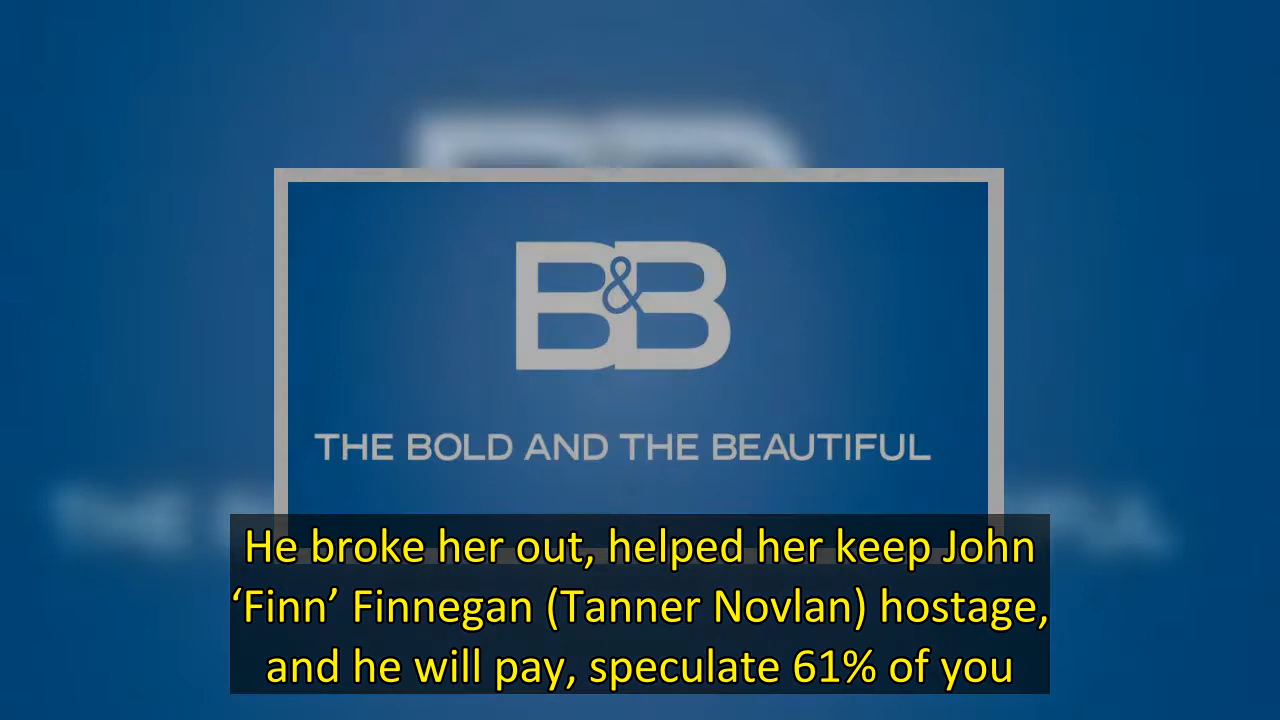 B&B
THE BOLD AND THE BEAUTIFUL
He broke her out, helped her keep John
‘Finn’ Finnegan (Tanner Novlan) hostage,
and he will pay, speculate 61% of you